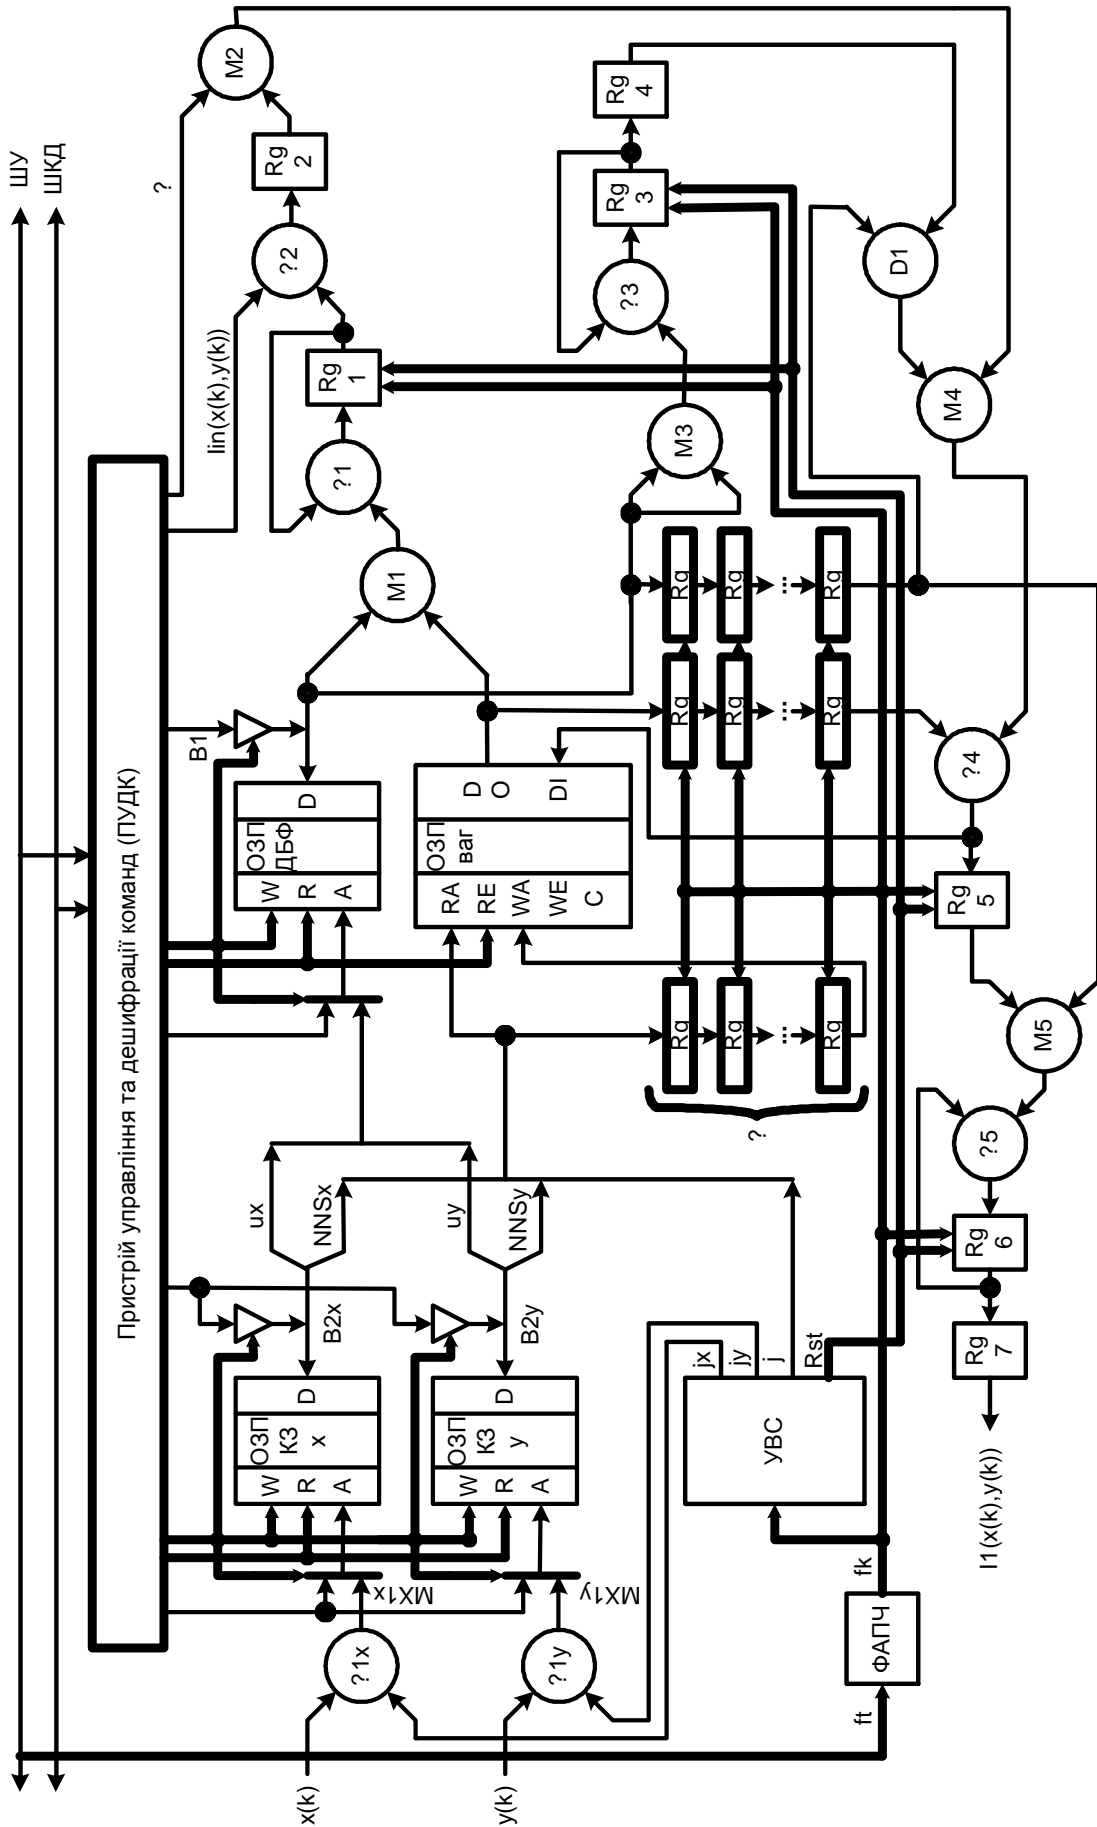 ШУ
ШКД
Пристрій управління та дешифрації команд (ПУДК)
?
M2
lin(x(k),y(k))
?2
Rg
2
B1
ux
NNSx
B2x
ОЗП
КЗ
x
W
R
A
D
MX1x
?1x
x(k)
ОЗП
ДБФ
W
R
A
D
?1
Rg
1
M1
uy
NNSy
B2y
ОЗП
КЗ
y
W
R
A
D
MX1y
?1y
y(k)
ОЗП
ваг
RA
RE
WA
WE
C
D
O
DI
M3
?3
Rg
3
Rg
4
jx
jy
j
Rst
УВС
Rg
Rg
...
Rg
Rg
Rg
...
Rg
Rg
Rg
...
Rg
?
ft
ФАПЧ
fk
D1
M4
?4
Rg
5
M5
?5
Rg
6
Rg
7
I1(x(k),y(k))